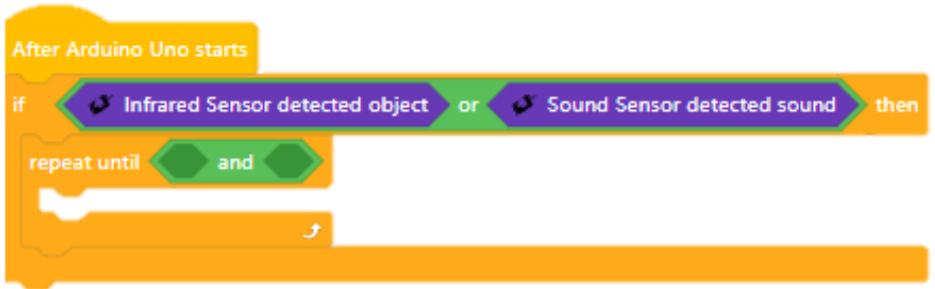 After Arduino Uno starts
if Infrared Sensor detected object or Sound Sensor detected sound then
repeat until and